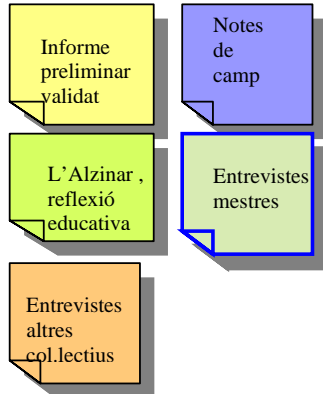 Informe
preliminar
validat
Notes
de
camp
L'Alzinar ,
reflexió
educativa
Entrevistes
mestres
Entrevistes
altres
col.lectius